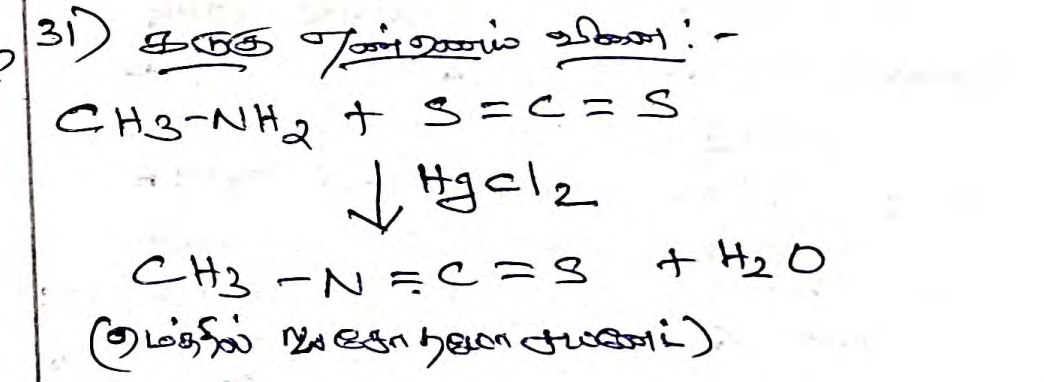 31) கடுகு எண்ணெய் வினை :-
CH3-NH2 + S = C = S
↓ HgCl2
CH3 - N = C = S + H2O
(மெத்தில் ஐசோ தயோ சயனைட்)